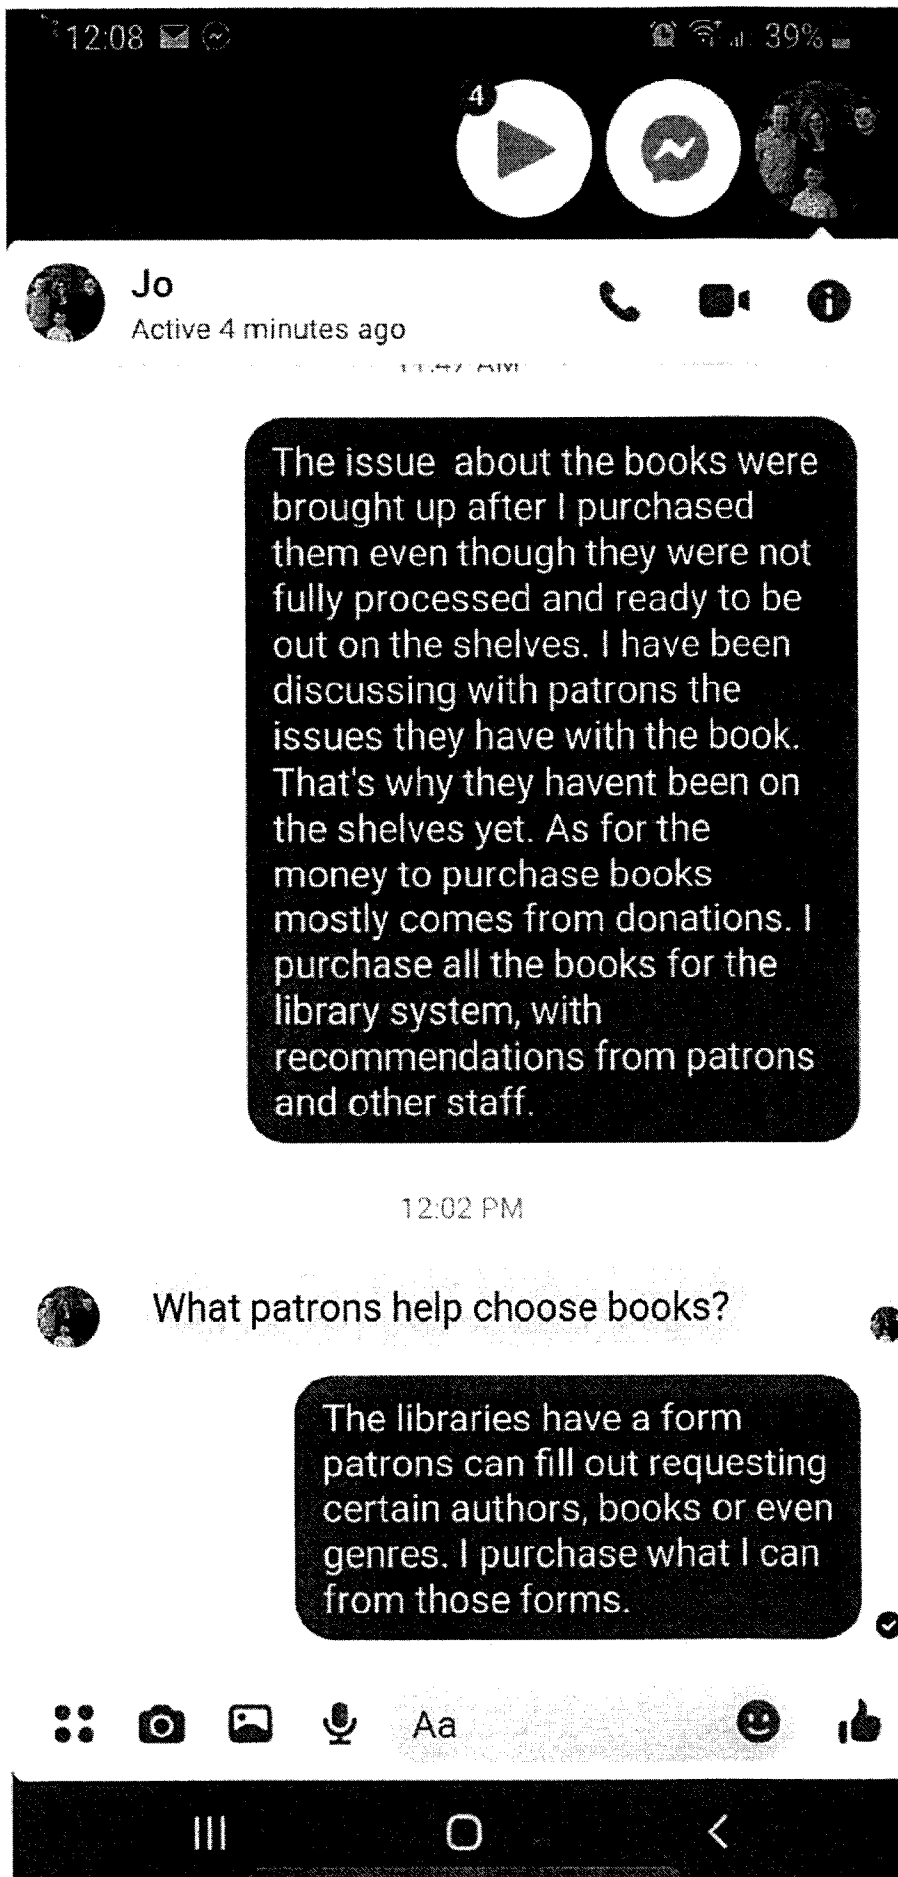 12:08
39%
4
Jo
Active 4 minutes ago
11:47 AM
The issue about the books were
brought up after I purchased
them even though they were not
fully processed and ready to be
out on the shelves. I have been
discussing with patrons the
issues they have with the book.
That's why they havent been on
the shelves yet. As for the
money to purchase books
mostly comes from donations. I
purchase all the books for the
library system, with
recommendations from patrons
and other staff.
12:02 PM
What patrons help choose books?
The libraries have a form
patrons can fill out requesting
certain authors, books or even
genres. I purchase what I can
from those forms.
Aa